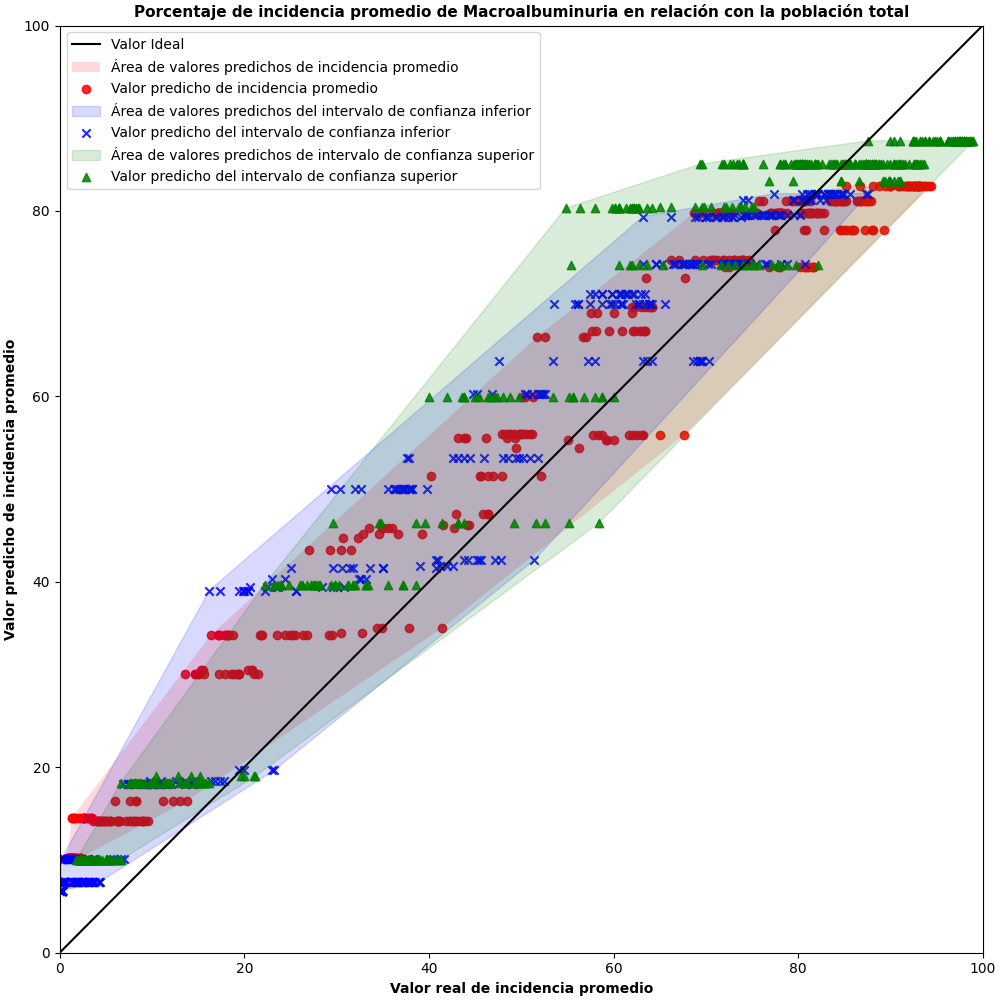 Porcentaje de incidencia promedio de Macroalbuminuria en relación con la población total
Valor Ideal
Área de valores predichos de incidencia promedio
Valor predicho de incidencia promedio
Área de valores predichos del intervalo de confianza inferior
Valor predicho del intervalo de confianza inferior
Área de valores predichos de intervalo de confianza superior
Valor predicho del intervalo de confianza superior
Valor predicho de incidencia promedio
100
80
60
40
20
0
0 20 40 60 80 100
Valor real de incidencia promedio